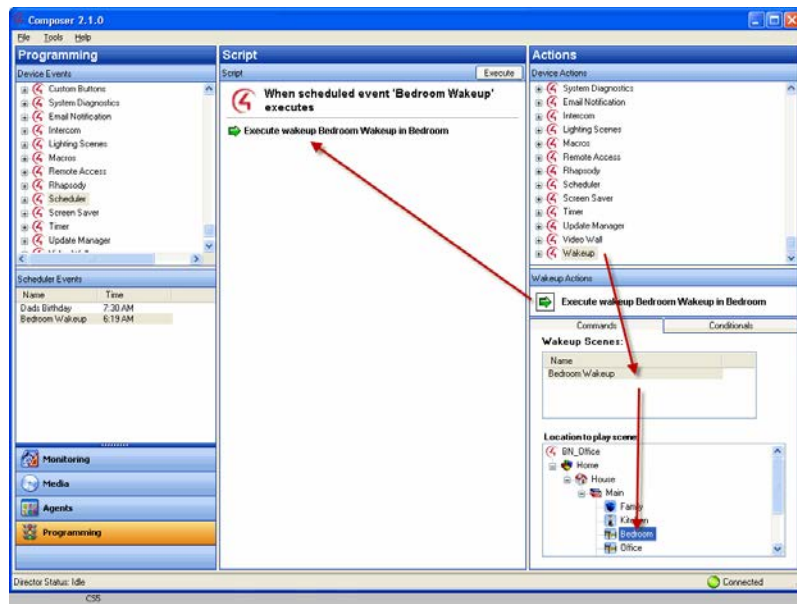 Composer 2.1.0
File Tools Help
Programming
Device Events
Custom Buttons
System Diagnostics
Email Notification
Intercom
Lighting Scenes
Macros
Remote Access
Rhapsody
Scheduler
Screen Saver
Timer
Update Manager
Scheduler Events
Name Time
Dads Birthday 7:30 AM
Bedroom Wakeup 6:19 AM
Monitoring
Media
Agents
Programming
Script
Script Execute
When scheduled event 'Bedroom Wakeup'
executes
Execute wakeup Bedroom Wakeup in Bedroom
Actions
Device Actions
System Diagnostics
Email Notification
Intercom
Lighting Scenes
Macros
Remote Access
Rhapsody
Scheduler
Screen Saver
Timer
Update Manager
Video Wall
Wakeup
Wakeup Actions
Execute wakeup Bedroom Wakeup in Bedroom
Commands Conditionals
Wakeup Scenes:
Name
Bedroom Wakeup
Location to play scene
BN_Office
Home
House
Main
Family
Kitchen
Bedroom
Office
Director Status: Idle
Connected
CS5